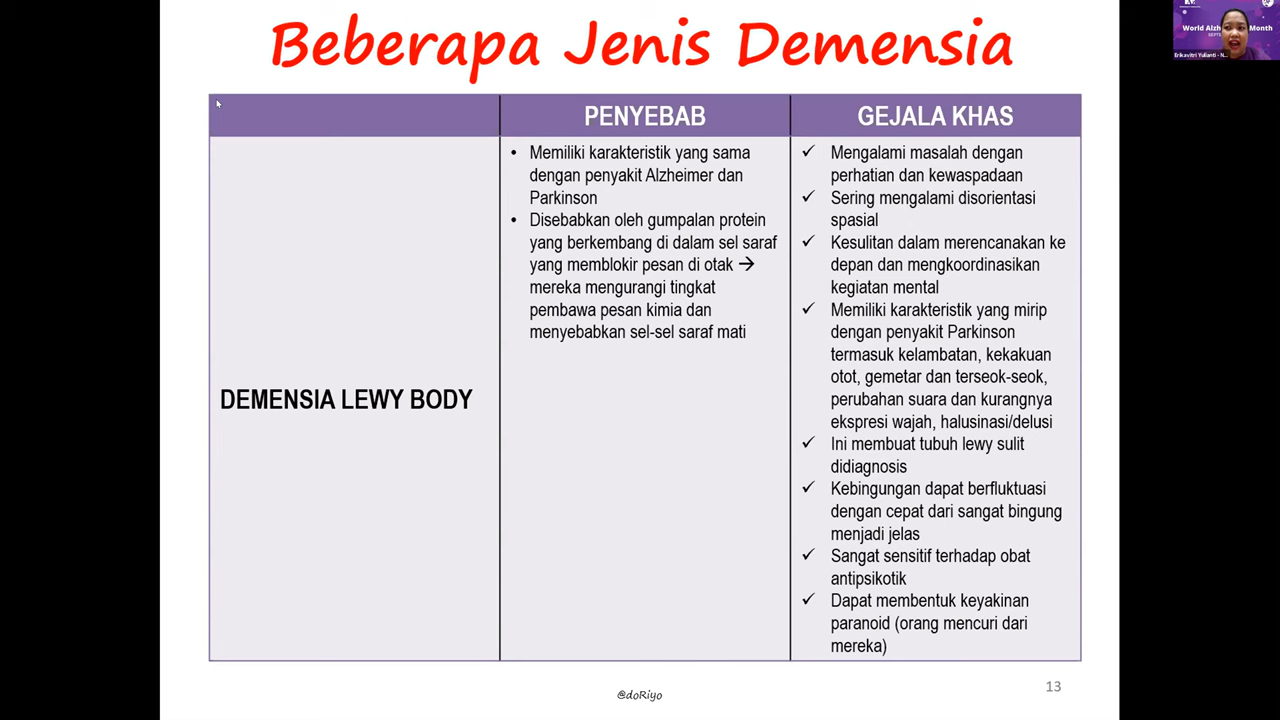 Beberapa Jenis Demensia
World Alzh
Month
SEPT
Erikavitri Yulianti - N...
PENYEBAB
GEJALA KHAS
DEMENSIA LEWY BODY
• Memiliki karakteristik yang sama
dengan penyakit Alzheimer dan
Parkinson
• Disebabkan oleh gumpalan protein
yang berkembang di dalam sel saraf
yang memblokir pesan di otak →
mereka mengurangi tingkat
pembawa pesan kimia dan
menyebabkan sel-sel saraf mati
✓ Mengalami masalah dengan
perhatian dan kewaspadaan
✓ Sering mengalami disorientasi
spasial
✓ Kesulitan dalam merencanakan ke
depan dan mengkoordinasikan
kegiatan mental
✓ Memiliki karakteristik yang mirip
dengan penyakit Parkinson
termasuk kelambatan, kekakuan
otot, gemetar dan terseok-seok,
perubahan suara dan kurangnya
ekspresi wajah, halusinasi/delusi
✓ Ini membuat tubuh lewy sulit
didiagnosis
✓ Kebingungan dapat berfluktuasi
dengan cepat dari sangat bingung
menjadi jelas
✓ Sangat sensitif terhadap obat
antipsikotik
✓ Dapat membentuk keyakinan
paranoid (orang mencuri dari
mereka)
@doRiyo
13